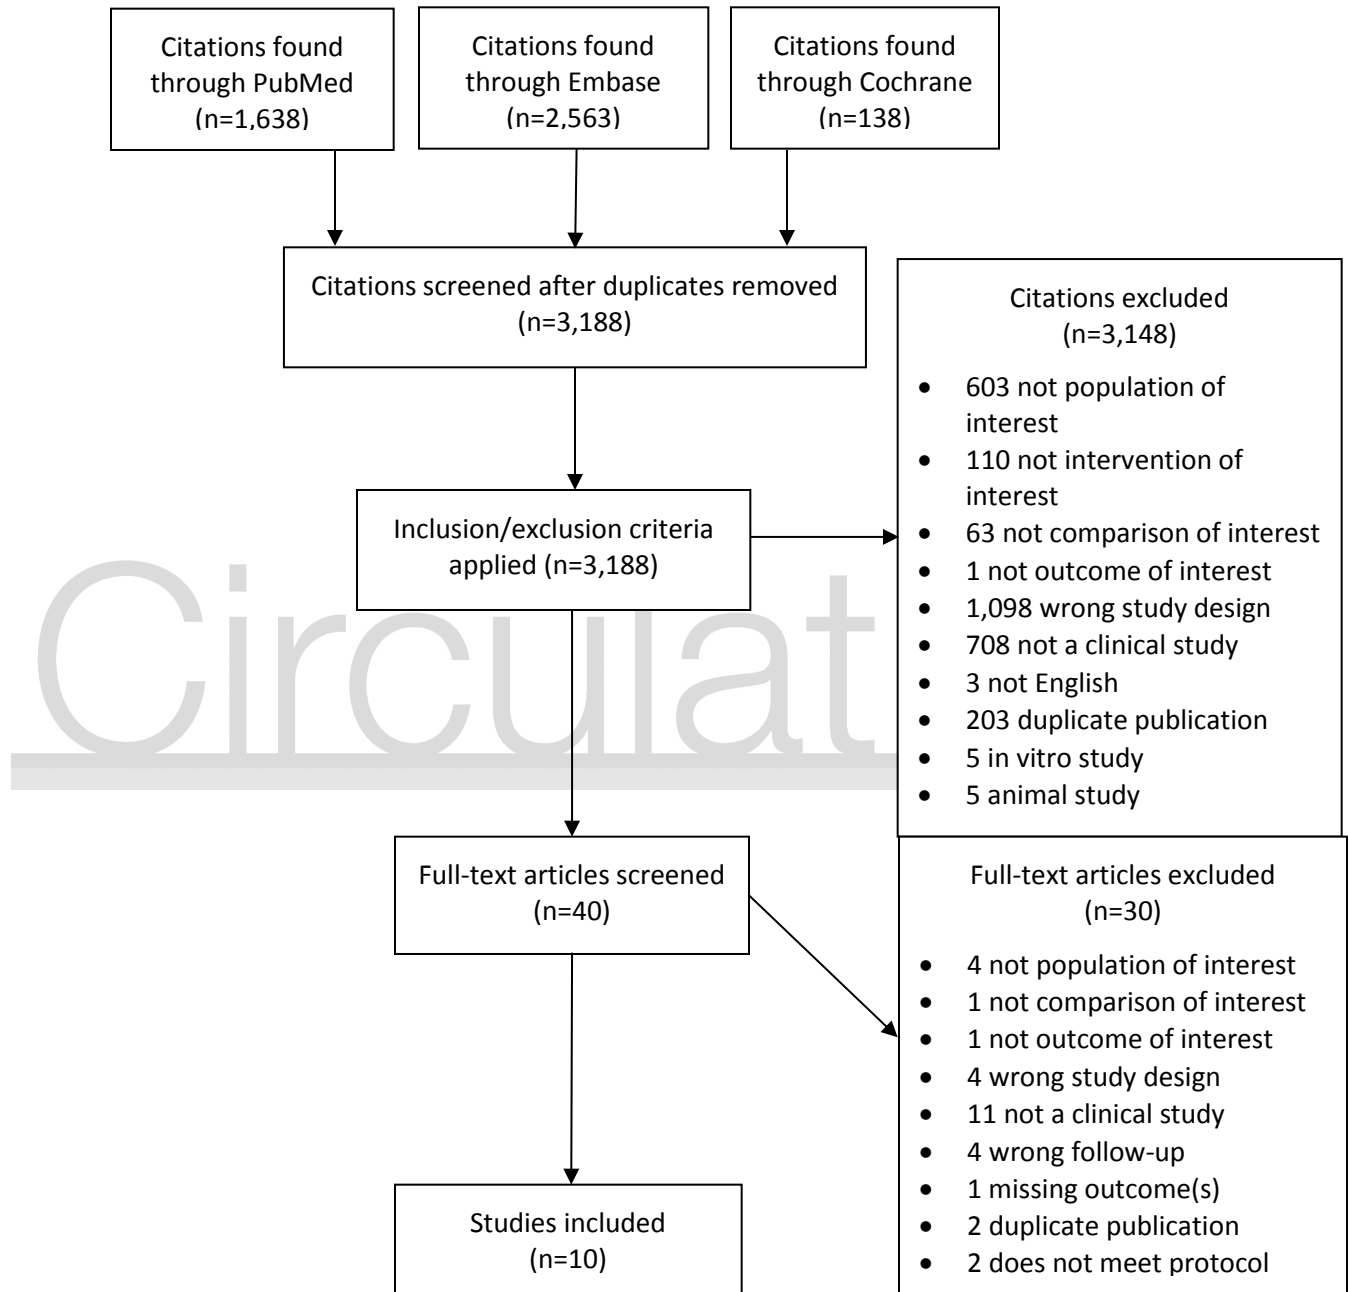 Citations found
through PubMed
(n=1,638)
Citations found
through Embase
(n=2,563)
Citations found
through Cochrane
(n=138)
Citations screened after duplicates removed
(n=3,188)
Citations excluded
(n=3,148)
• 603 not population of
interest
• 110 not intervention of
interest
• 63 not comparison of interest
• 1 not outcome of interest
• 1,098 wrong study design
• 708 not a clinical study
• 3 not English
• 203 duplicate publication
• 5 in vitro study
• 5 animal study
Inclusion/exclusion criteria
applied (n=3,188)
Circulat
Full-text articles screened
(n=40)
Full-text articles excluded
(n=30)
• 4 not population of interest
• 1 not comparison of interest
• 1 not outcome of interest
• 4 wrong study design
• 11 not a clinical study
• 4 wrong follow-up
• 1 missing outcome(s)
• 2 duplicate publication
• 2 does not meet protocol
Studies included
(n=10)